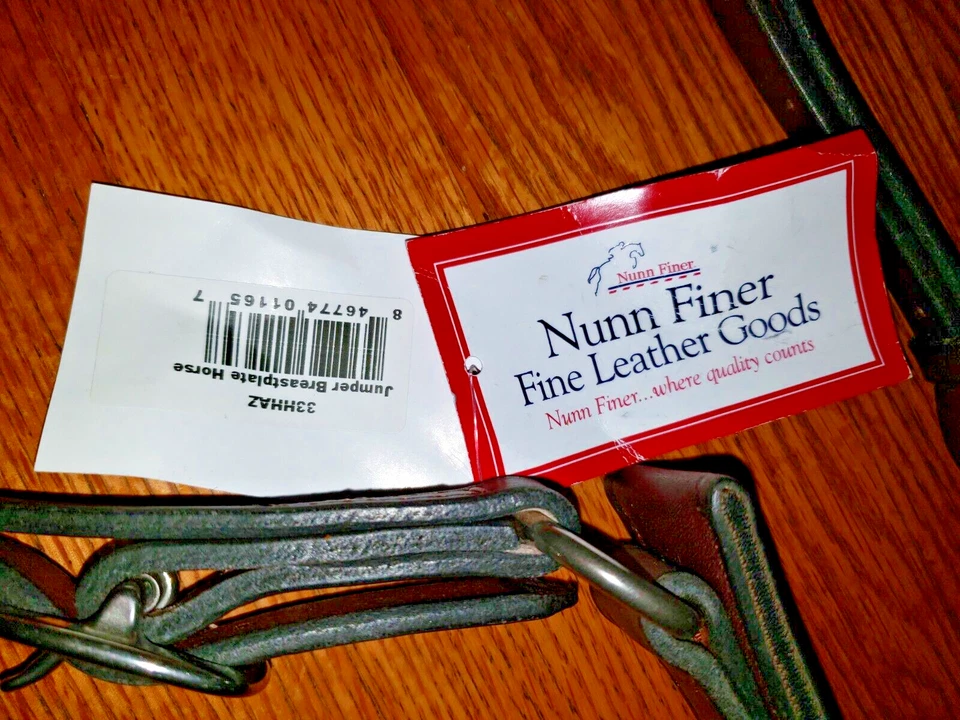 33HHAZ
Jumper Breastplate Horse
8 46774 01165 7
Nunn Finer
Nunn Finer
Fine Leather Goods
Nunn Finer...where quality counts